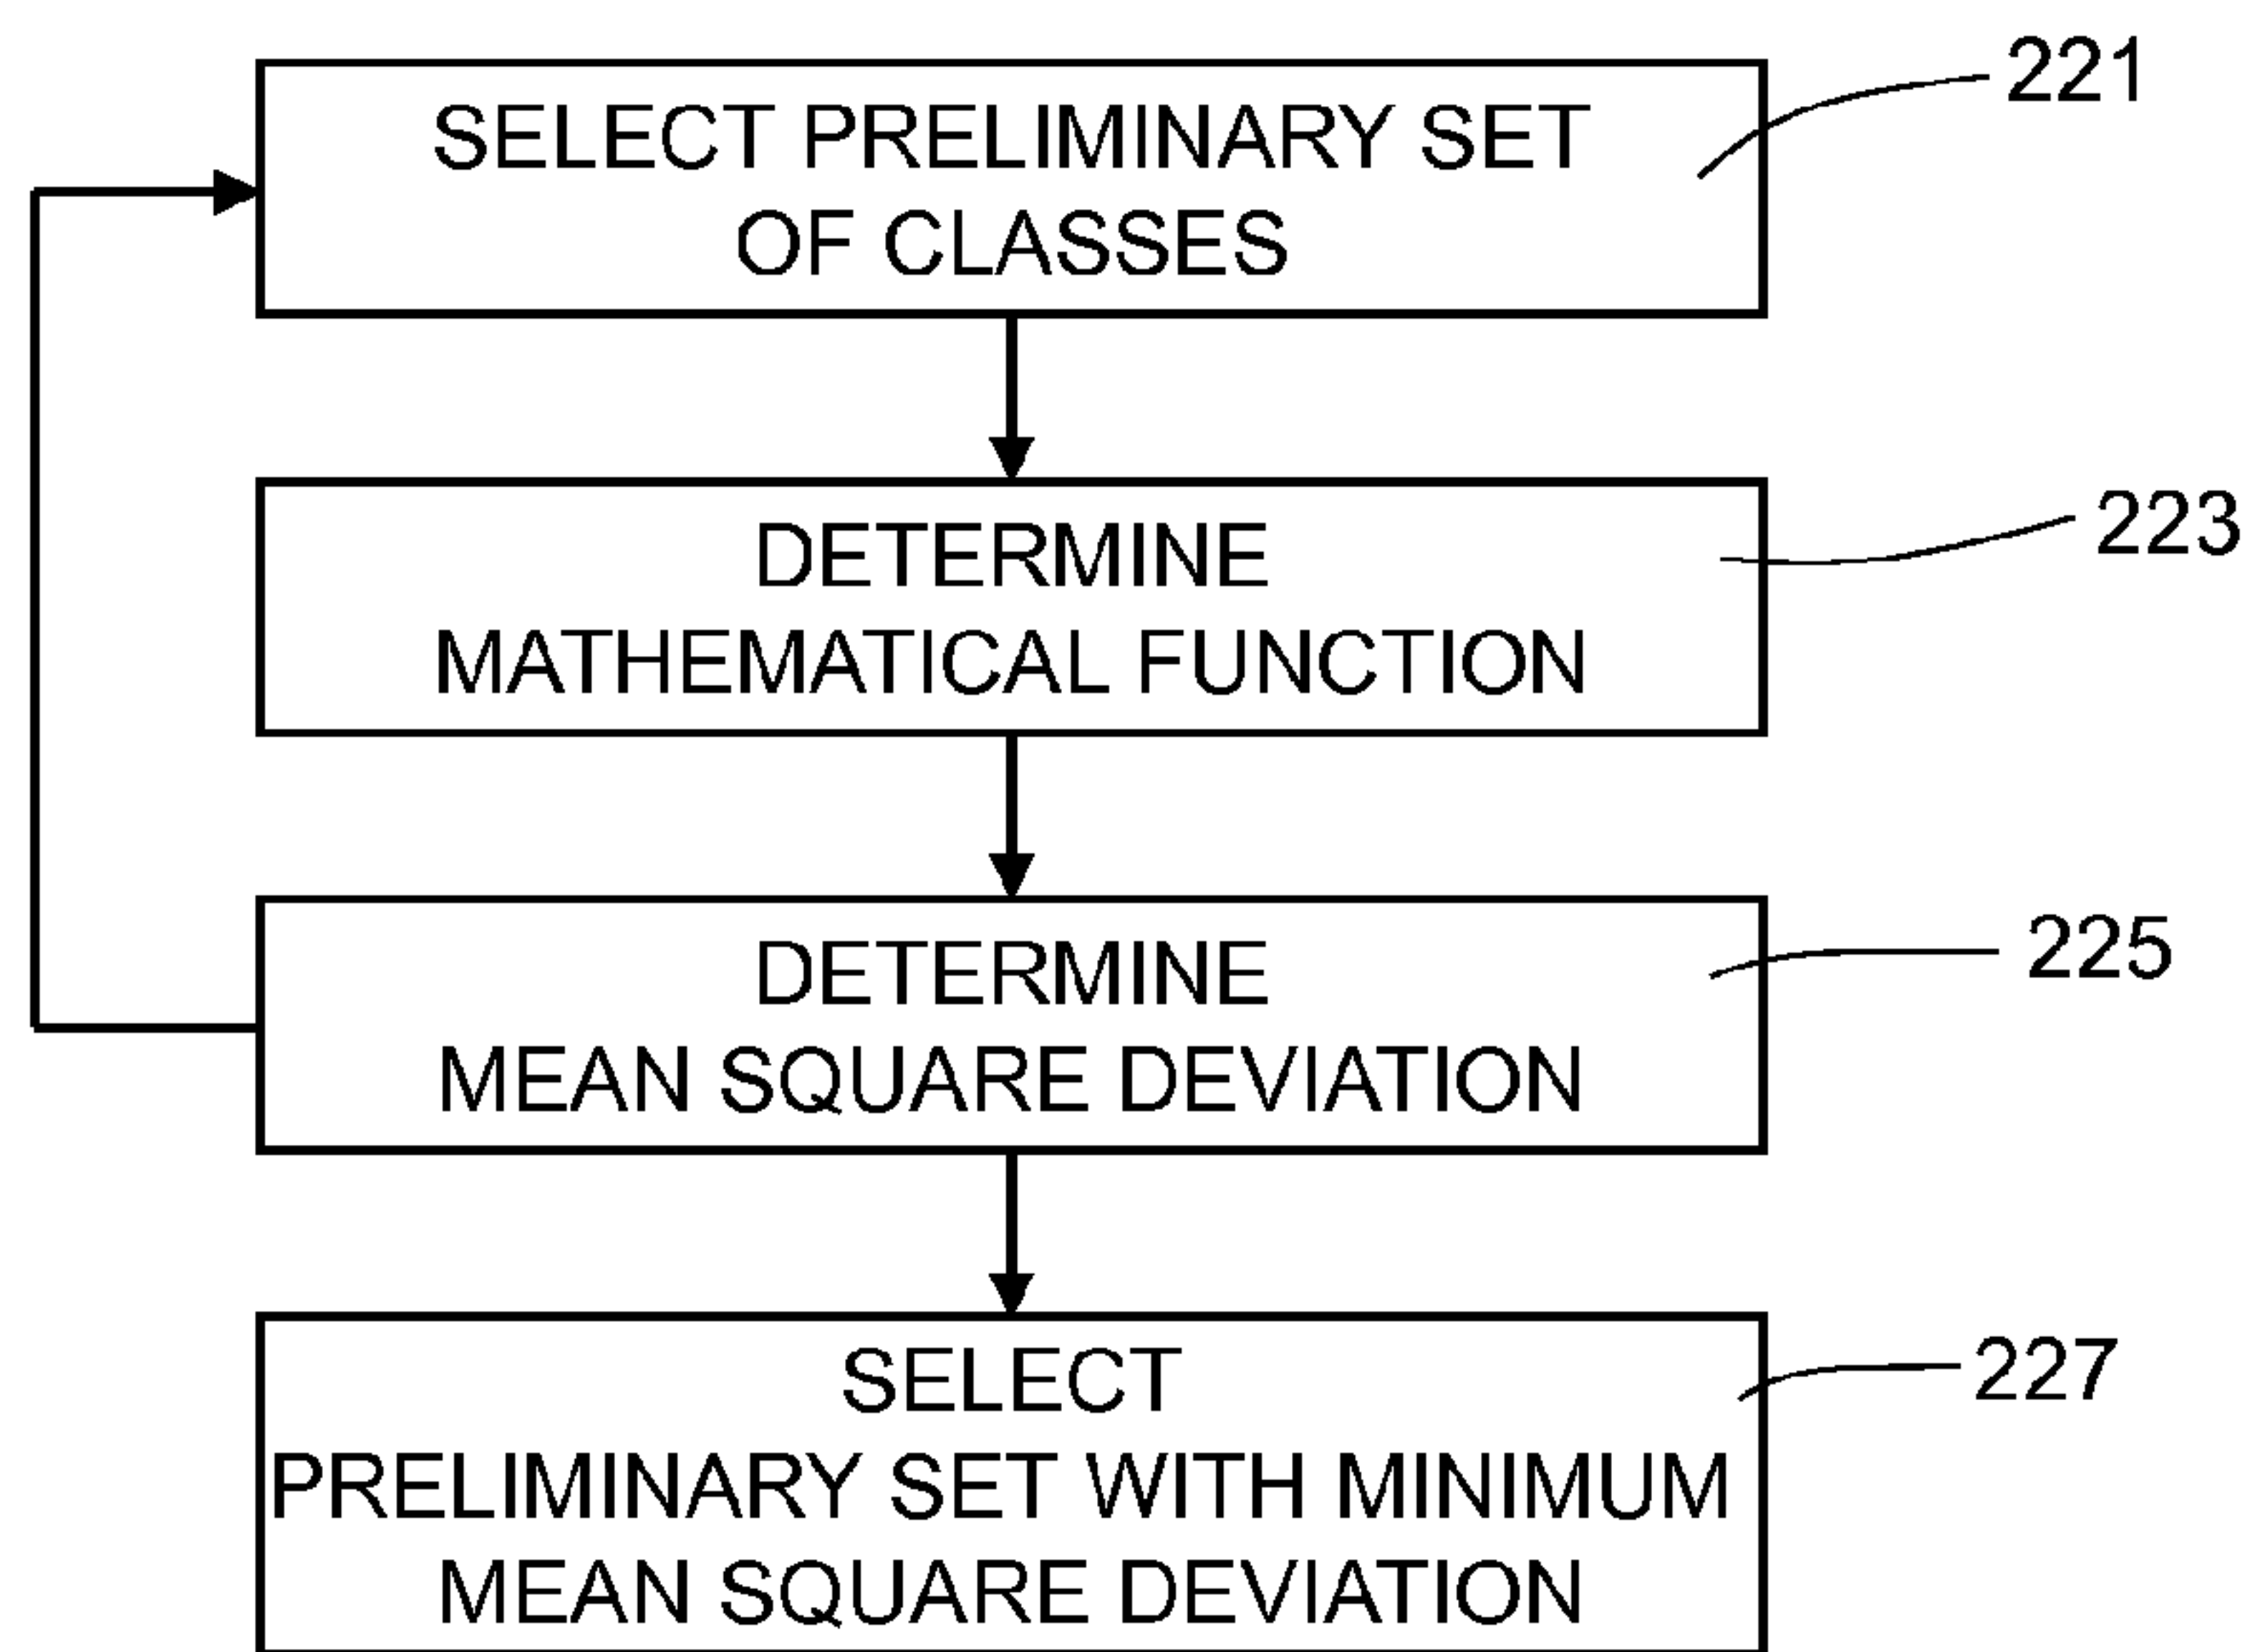 SELECT PRELIMINARY SET
OF CLASSES
221
DETERMINE
MATHEMATICAL FUNCTION
223
DETERMINE
MEAN SQUARE DEVIATION
225
SELECT
PRELIMINARY SET WITH MINIMUM
MEAN SQUARE DEVIATION
227